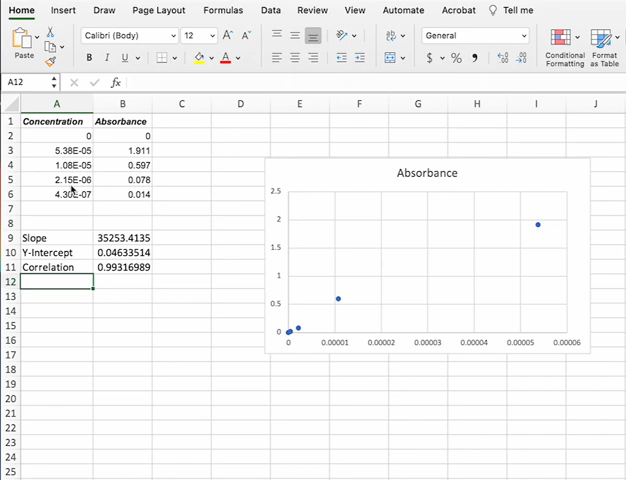 Home Insert Draw Page Layout Formulas Data Review View Automate Acrobat Tell me
Paste
Calibri (Body) 12 A^ A˅
B I U A
General
$ % ,
Conditional Formatting
Format as Table
A12 fx
A B C D E F G H I J
1 Concentration Absorbance
2 0 0
3 5.38E-05 1.911
4 1.08E-05 0.597
5 2.15E-06 0.078
6 4.30E-07 0.014
7
8
9 Slope 35253.4135
10 Y-Intercept 0.04633514
11 Correlation 0.99316989
12
13
14
15
16
17
18
19
20
21
22
23
24
25
Absorbance
2.5
2
1.5
1
0.5
0
0 0.00001 0.00002 0.00003 0.00004 0.00005 0.00006